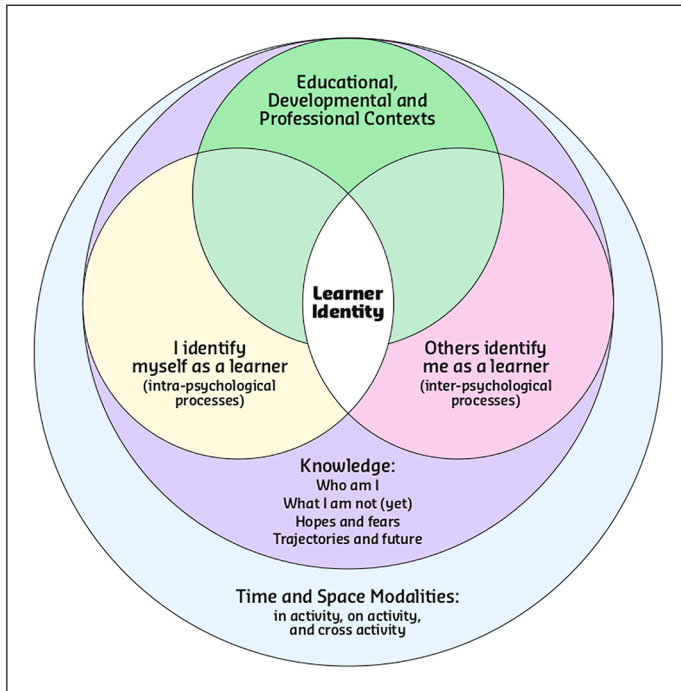 Educational,
Developmental and
Professional Contexts
Learner
Identity
I identify
myself as a learner
(intra-psychological
processes)
Others identify
me as a learner
(inter-psychological
processes)
Knowledge:
Who am I
What I am not (yet)
Hopes and fears
Trajectories and future
Time and Space Modalities:
in activity, on activity,
and cross activity